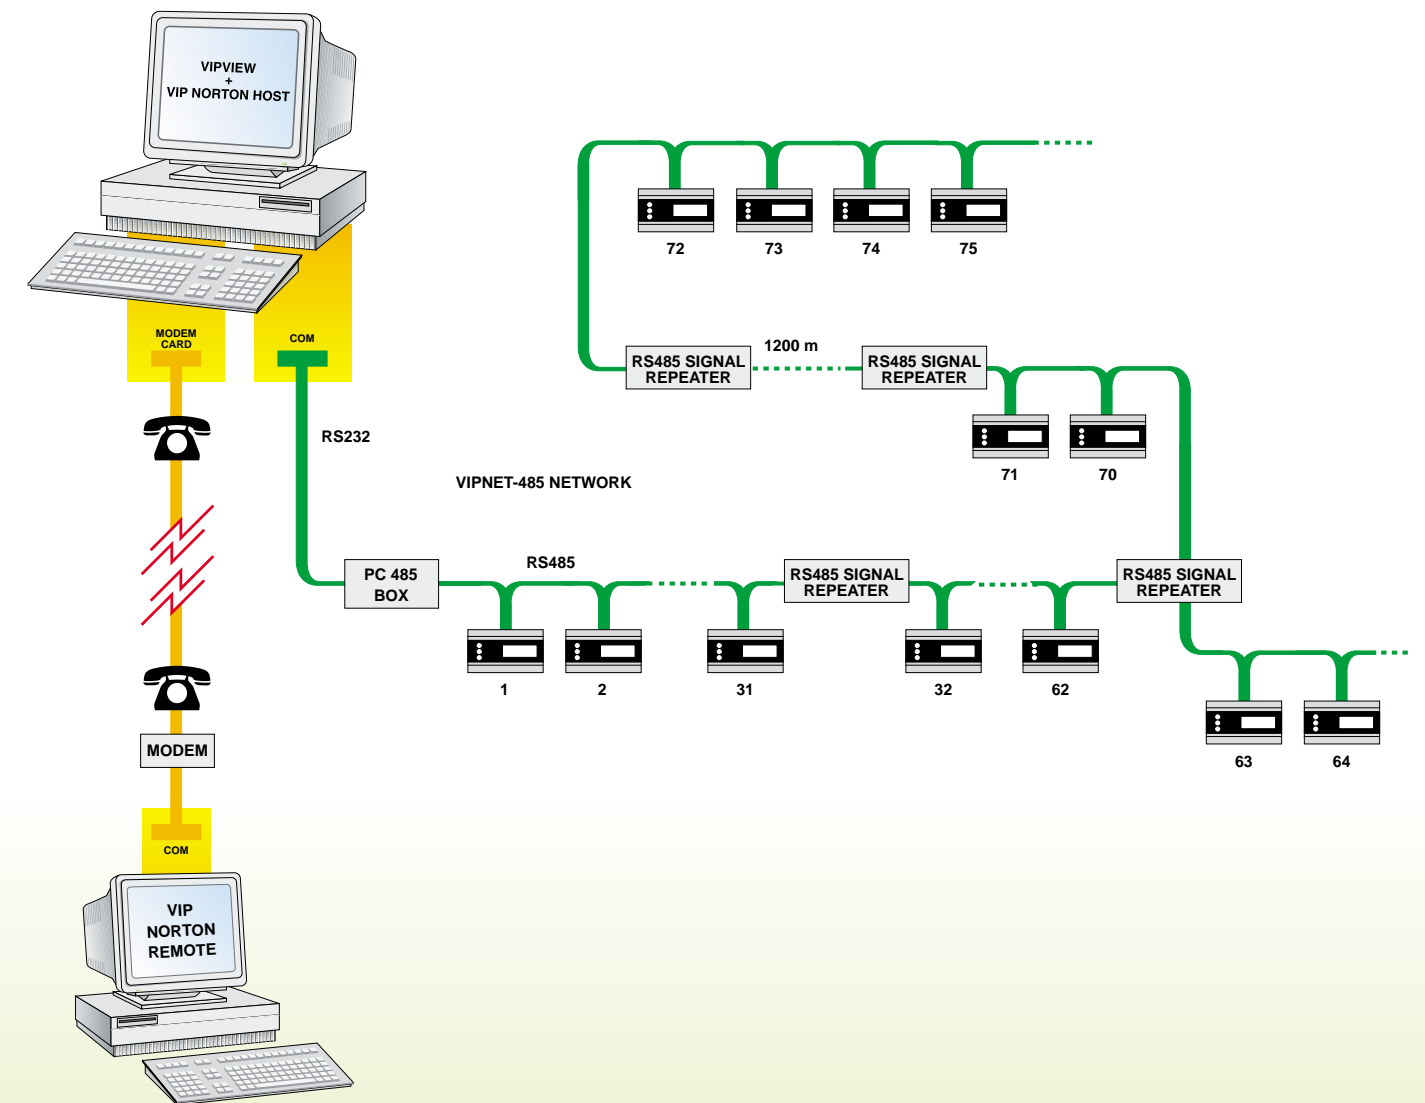 VIPVIEW
+
VIP NORTON HOST
MODEM
CARD
COM
RS232
VIPNET-485 NETWORK
72
73
74
75
RS485 SIGNAL
REPEATER
1200 m
RS485 SIGNAL
REPEATER
71
70
PC 485
BOX
RS485
RS485 SIGNAL
REPEATER
RS485 SIGNAL
REPEATER
1
2
31
32
62
63
64
MODEM
COM
VIP
NORTON
REMOTE